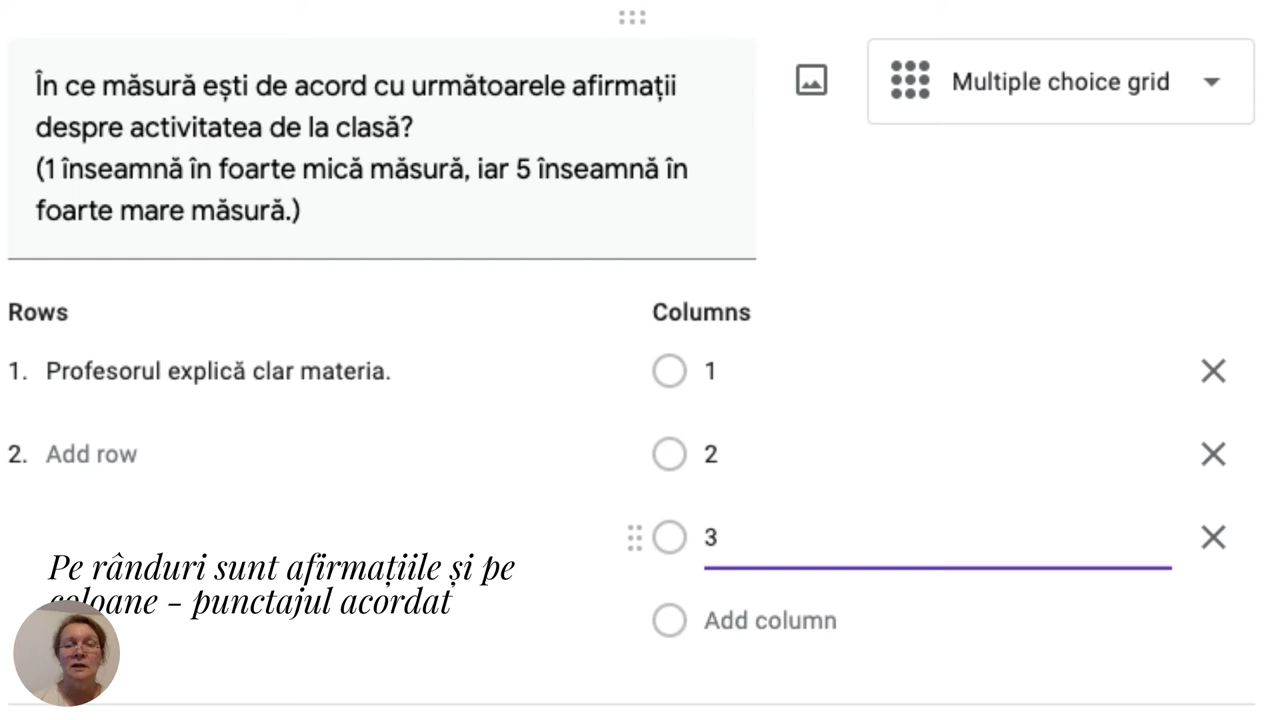 În ce măsură ești de acord cu următoarele afirmații
despre activitatea de la clasă?
(1 înseamnă în foarte mică măsură, iar 5 înseamnă în
foarte mare măsură.)
Multiple choice grid
Rows
Columns
1. Profesorul explică clar materia.
1
2. Add row
2
3
Pe rânduri sunt afirmațiile și pe
coloane - punctajul acordat
Add column